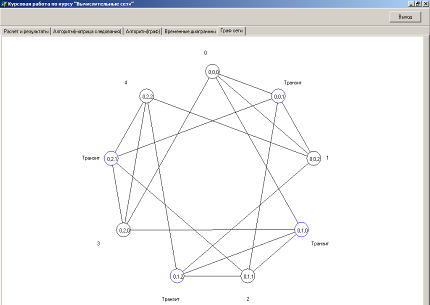 Курсовая работа по курсу "Вычислительные сети"
Выход
Расчет и результаты Алгоритм(матрица следования) Алгоритм(граф) Временные диаграммы Граф сети
0
0,0,0
4
0,2,2
Транзит
0,0,1
Транзит
0,2,1
0,0,2
1
3
0,2,0
0,1,0
Транзит
0,1,2
0,1,1
Транзит
2